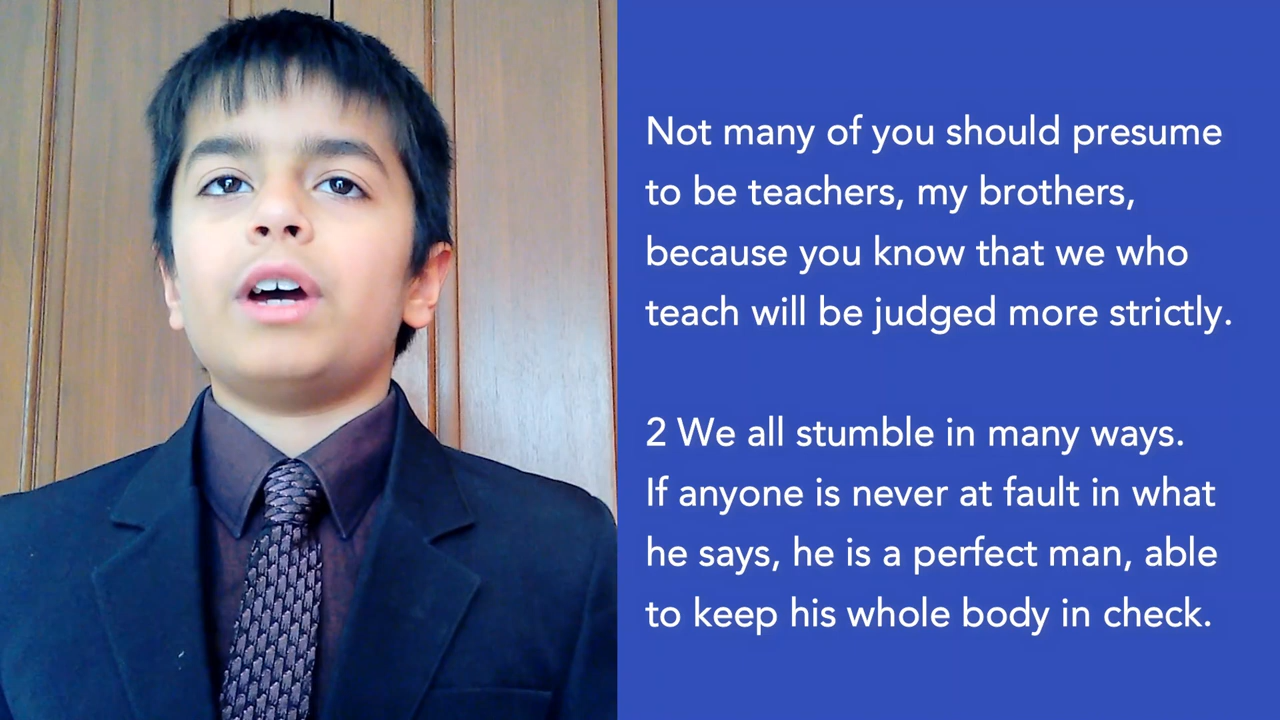 Not many of you should presume
to be teachers, my brothers,
because you know that we who
teach will be judged more strictly.
2 We all stumble in many ways.
If anyone is never at fault in what
he says, he is a perfect man, able
to keep his whole body in check.